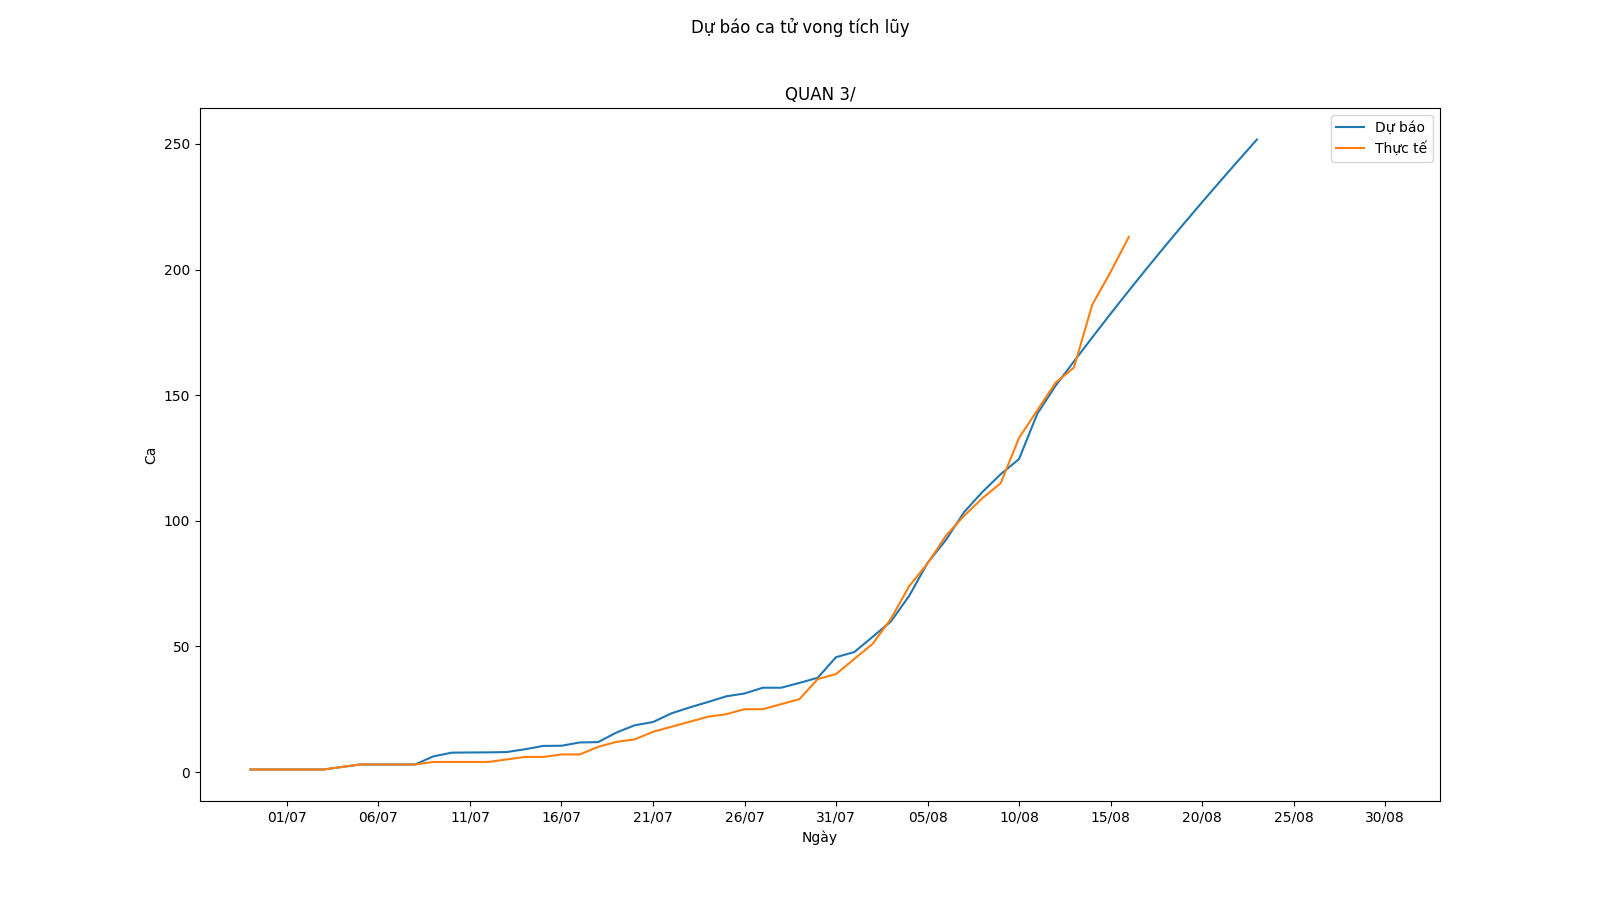 Dự báo ca tử vong tích lũy
QUAN 3/
Dự báo
Thực tế
250
200
150
100
50
0
Ca
01/07 06/07 11/07 16/07 21/07 26/07 31/07 05/08 10/08 15/08 20/08 25/08 30/08
Ngày